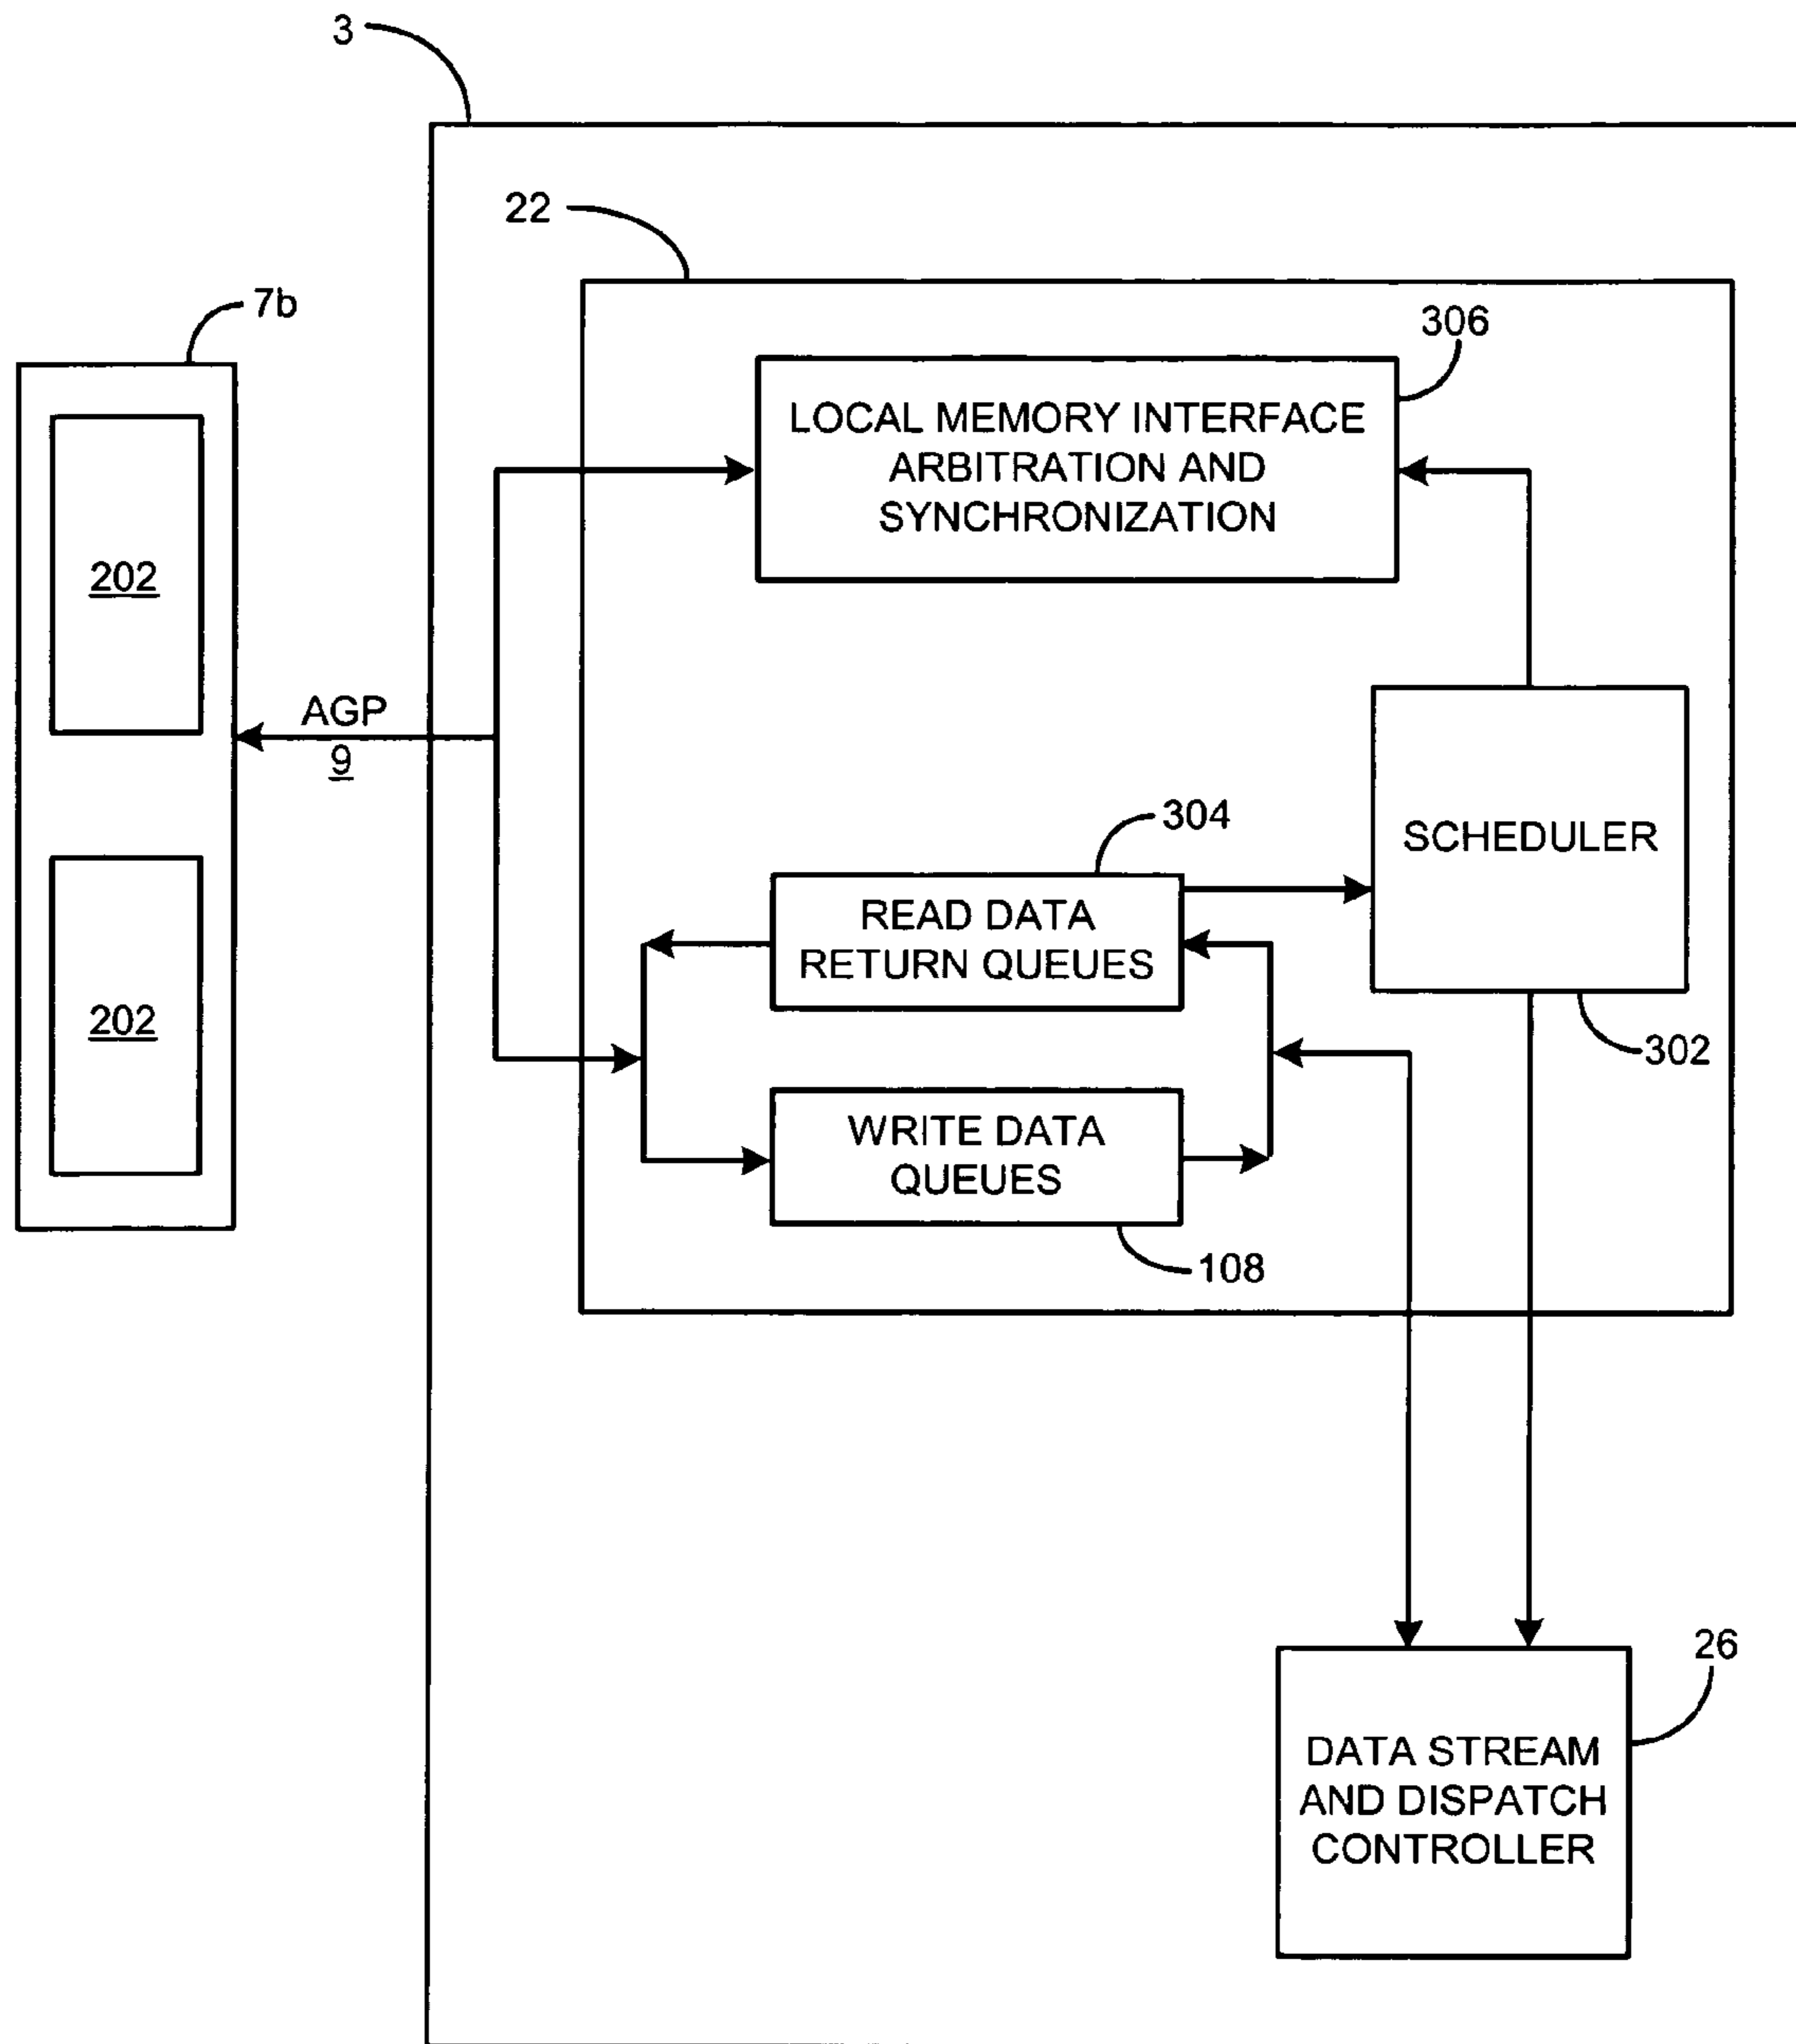 3
22
7b
306
LOCAL MEMORY INTERFACE
ARBITRATION AND
SYNCHRONIZATION
202
AGP
9
304
SCHEDULER
READ DATA
RETURN QUEUES
202
302
WRITE DATA
QUEUES
108
26
DATA STREAM
AND DISPATCH
CONTROLLER